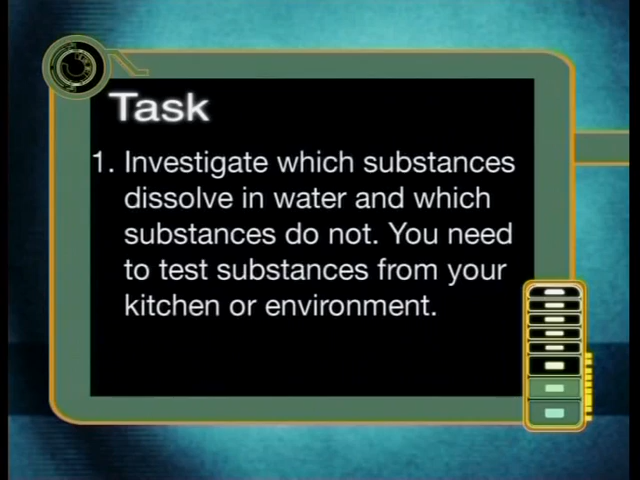 Task
1. Investigate which substances
dissolve in water and which
substances do not. You need
to test substances from your
kitchen or environment.